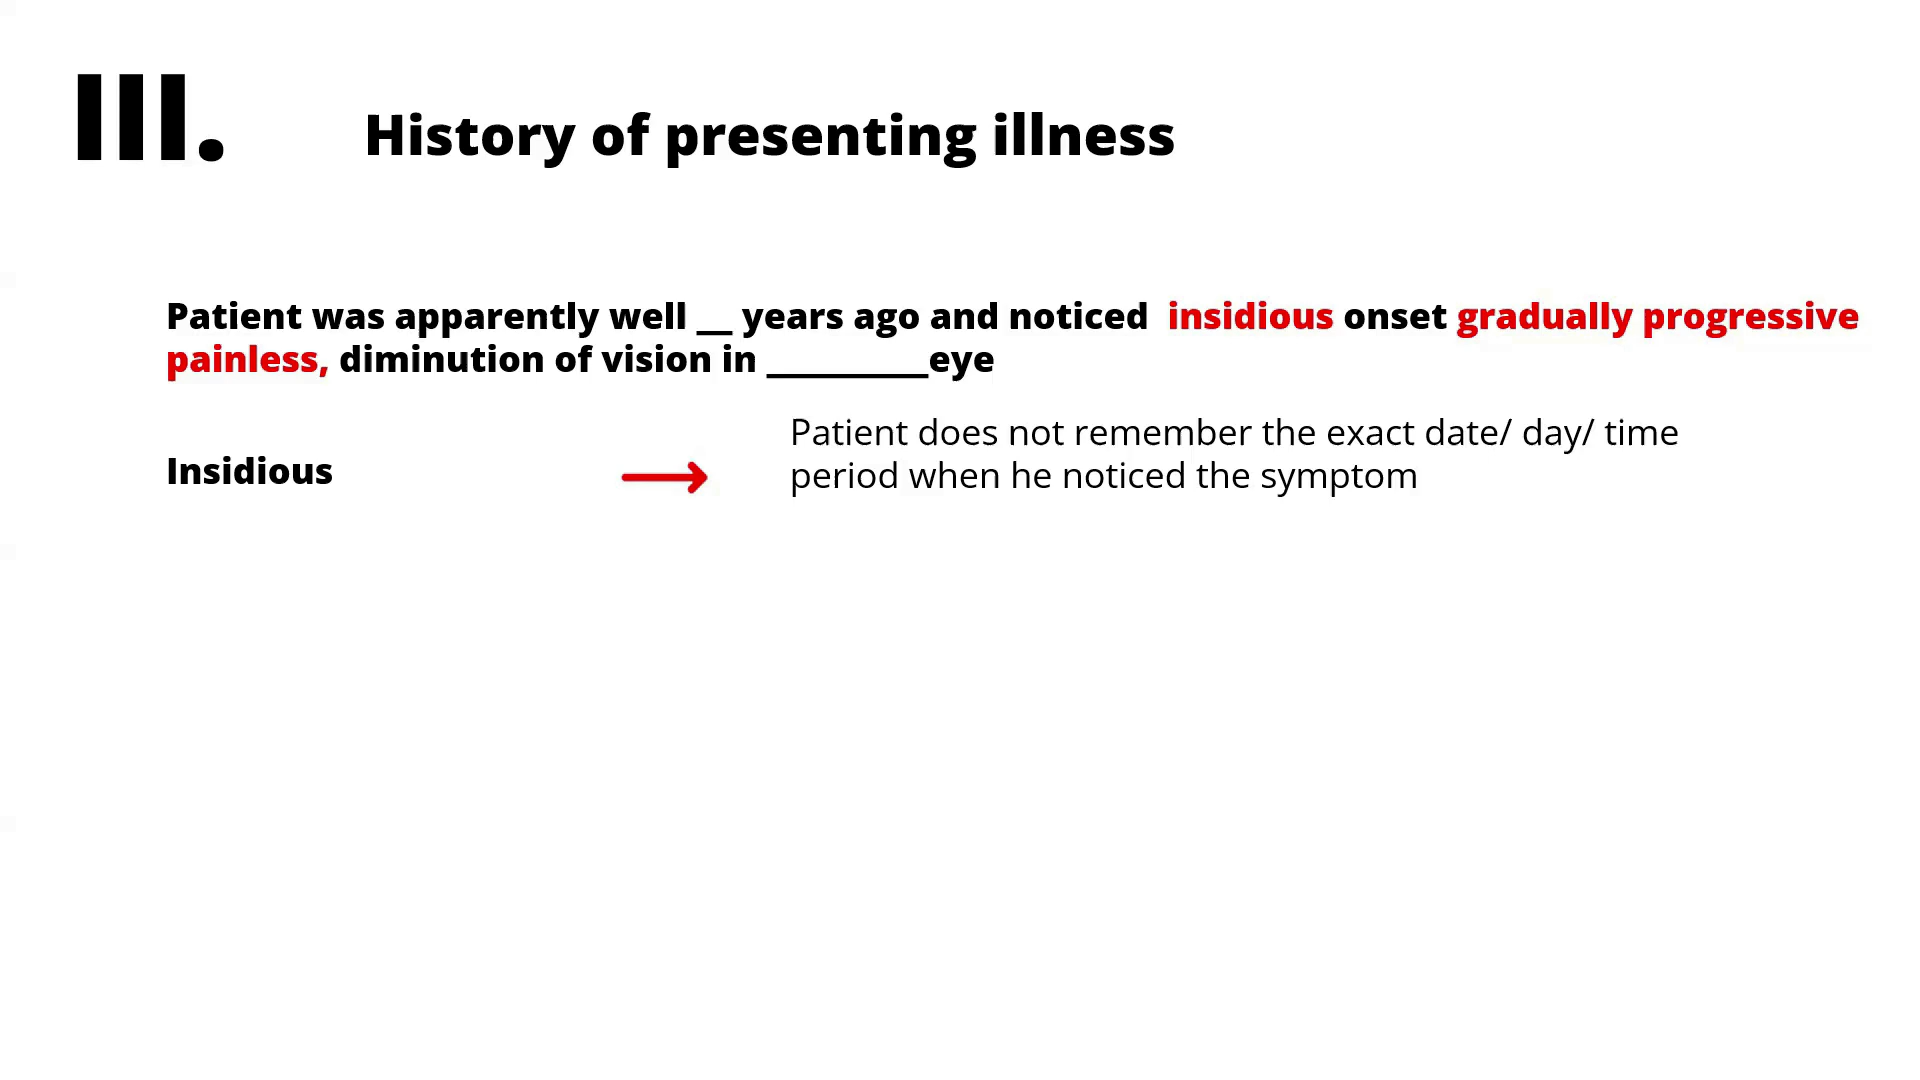 III.
History of presenting illness
Patient was apparently well __ years ago and noticed insidious onset gradually progressive
painless, diminution of vision in _________eye
Patient does not remember the exact date/ day/ time
Insidious
period when he noticed the symptom